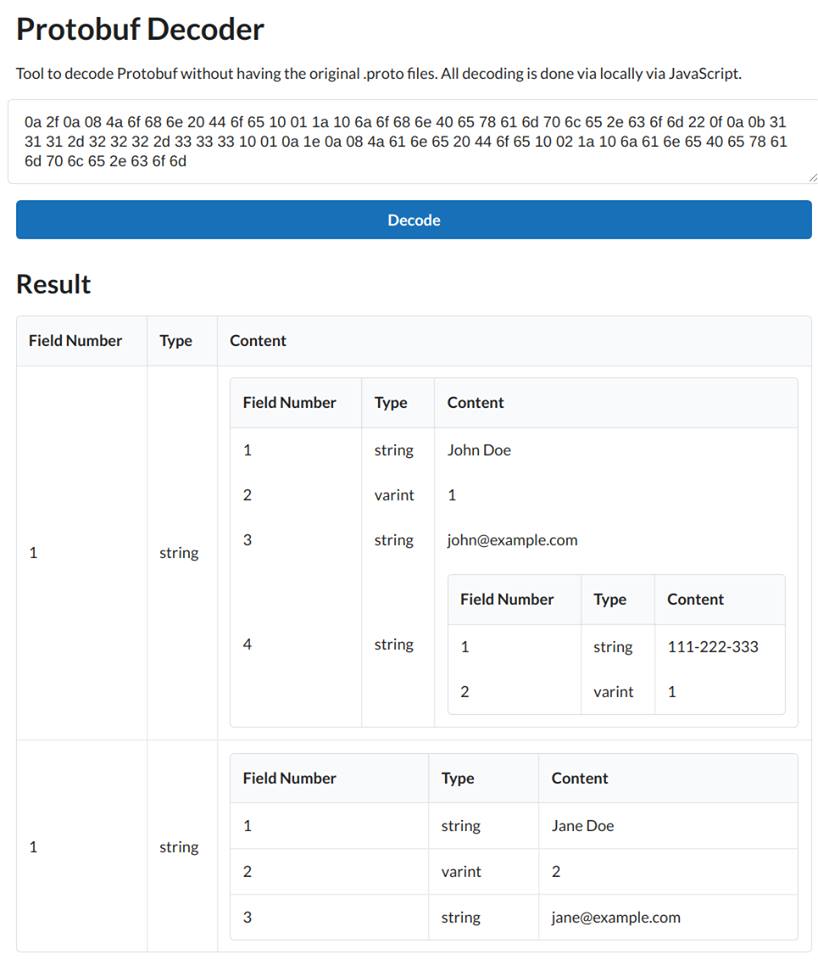 Protobuf Decoder
Tool to decode Protobuf without having the original .proto files. All decoding is done via locally via JavaScript.
0a 2f 0a 08 4a 6f 68 6e 20 44 6f 65 10 01 1a 10 6a 6f 68 6e 40 65 78 61 6d 70 6c 65 2e 63 6f 6d 22 0f 0a 0b 31
31 31 2d 32 32 32 2d 33 33 33 10 01 0a 1e 0a 08 4a 61 6e 65 20 44 6f 65 10 02 1a 10 6a 61 6e 65 40 65 78 61
6d 70 6c 65 2e 63 6f 6d
Decode
Result
Field Number Type Content
1 string
Field Number Type Content
1 string John Doe
2 varint 1
3 string john@example.com
4 string
Field Number Type Content
1 string 111-222-333
2 varint 1
1 string
Field Number Type Content
1 string Jane Doe
2 varint 2
3 string jane@example.com